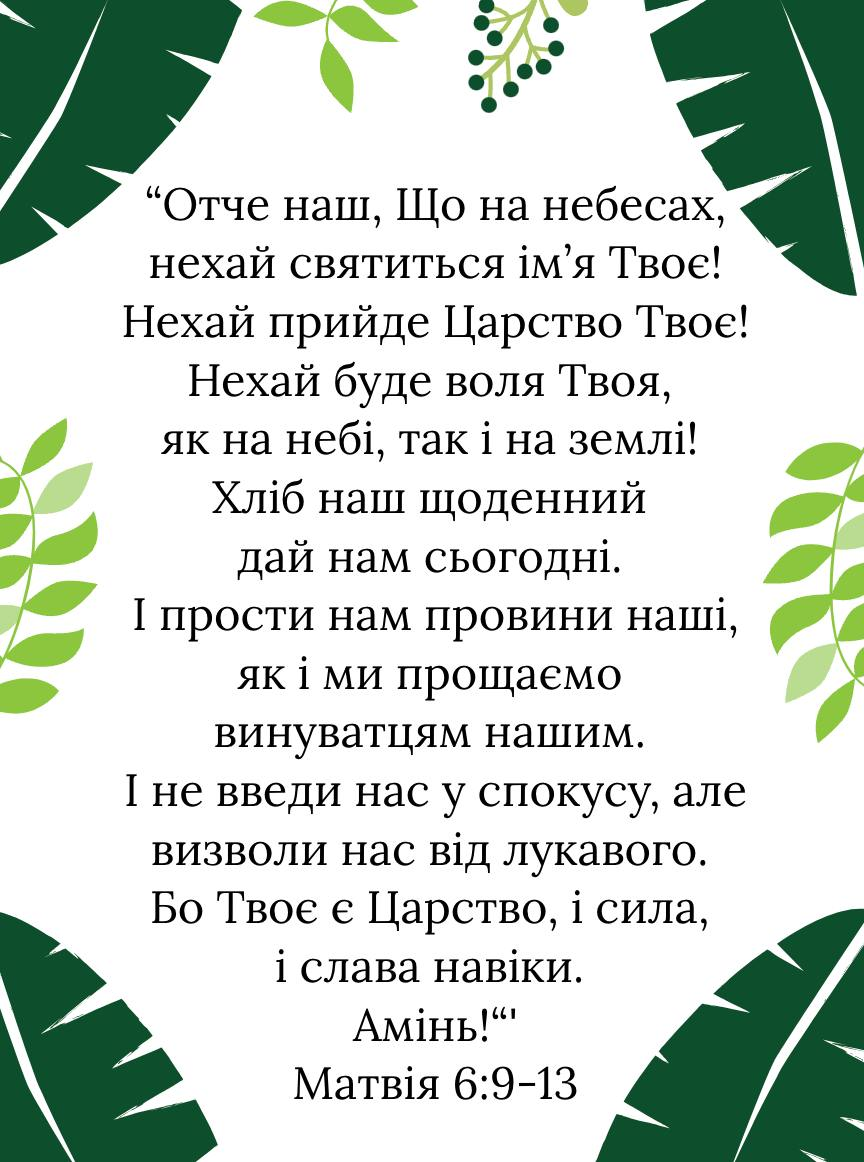 “Отче наш, Що на небесах,
нехай святиться ім’я Твоє!
Нехай прийде Царство Твоє!
Нехай буде воля Твоя,
як на небі, так і на землі!
Хліб наш щоденний
дай нам сьогодні.
І прости нам провини наші,
як і ми прощаємо
винуватцям нашим.
І не введи нас у спокусу, але
визволи нас від лукавого.
Бо Твоє є Царство, і сила,
і слава навіки.
Амінь!“'
Матвія 6:9-13